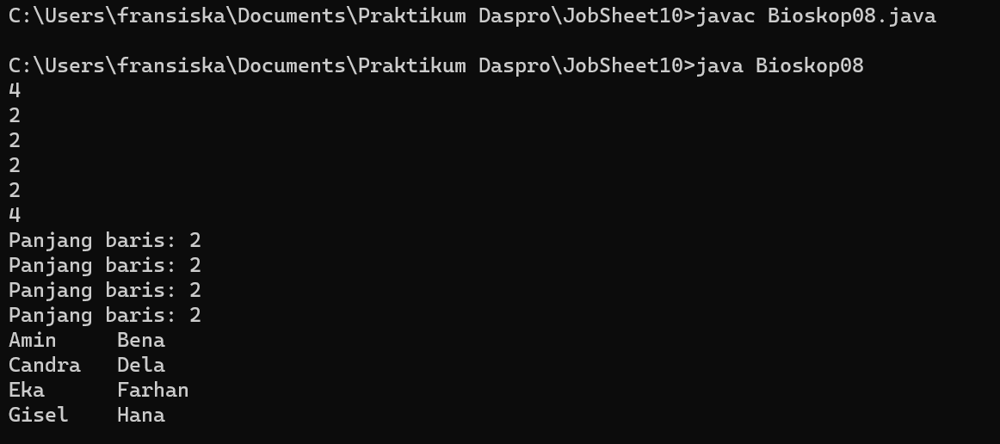 C:\Users\fransiska\Documents\Praktikum Daspro\JobSheet10>javac Bioskop08.java
C:\Users\fransiska\Documents\Praktikum Daspro\JobSheet10>java Bioskop08
4
2
2
2
2
4
Panjang baris: 2
Panjang baris: 2
Panjang baris: 2
Panjang baris: 2
Amin     Bena
Candra   Dela
Eka      Farhan
Gisel    Hana